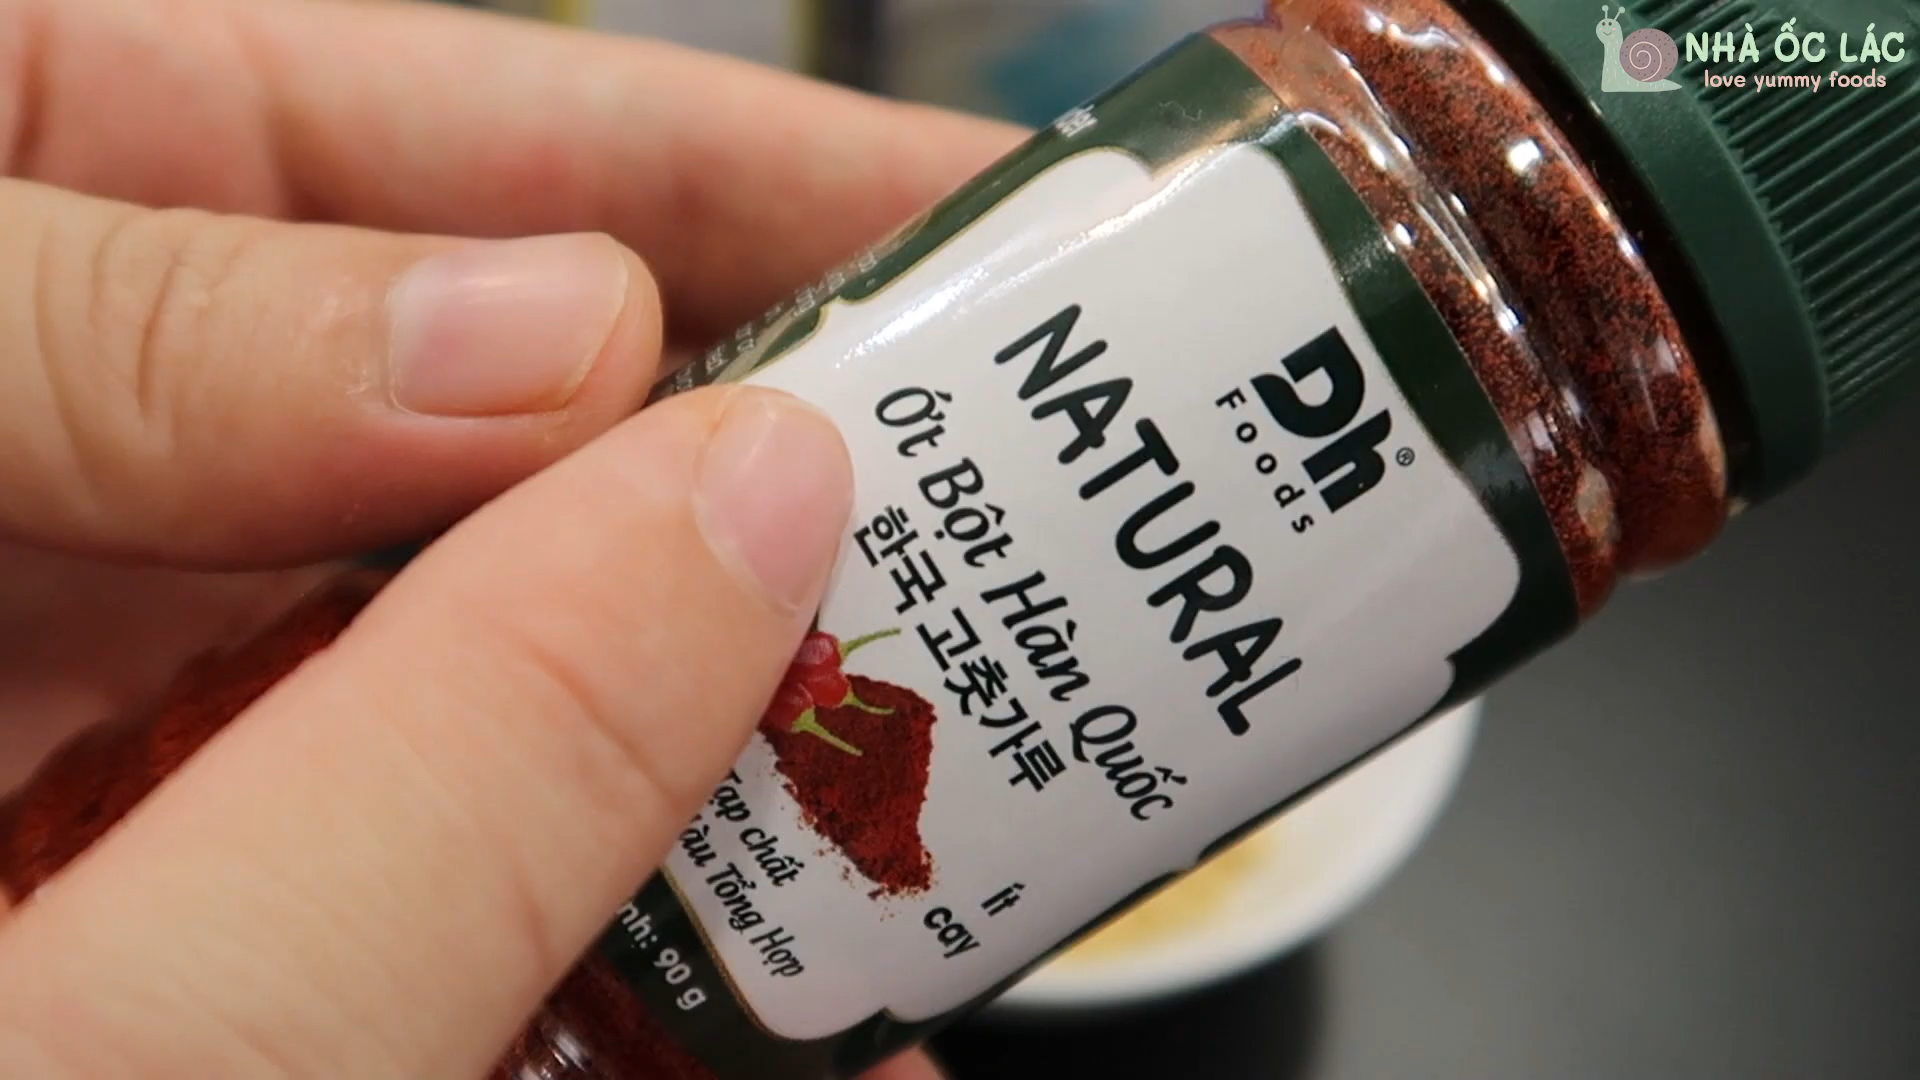 NHÀ ỐC LÁC
love yummy foods
Dh®
Foods
NATURAL
Ớt Bột Hàn Quốc
한국 고춧가루
Ít
cay
Tạp chất
Tổng Hợp
90 g